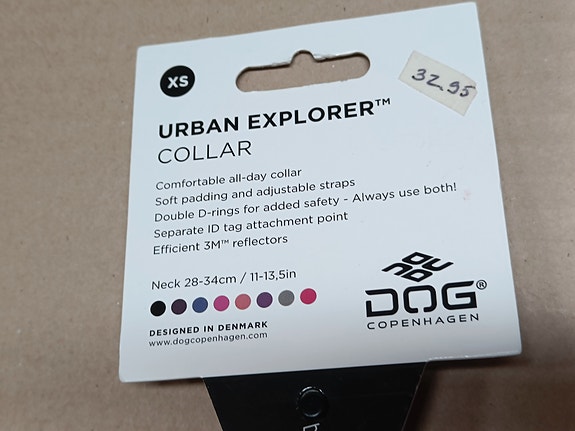 XS
32.95
URBAN EXPLORER™
COLLAR
Comfortable all-day collar
Soft padding and adjustable straps
Double D-rings for added safety - Always use both!
Separate ID tag attachment point
Efficient 3M™ reflectors
Neck 28-34cm / 11-13,5in
DESIGNED IN DENMARK
www.dogcopenhagen.com
DOG®
COPENHAGEN